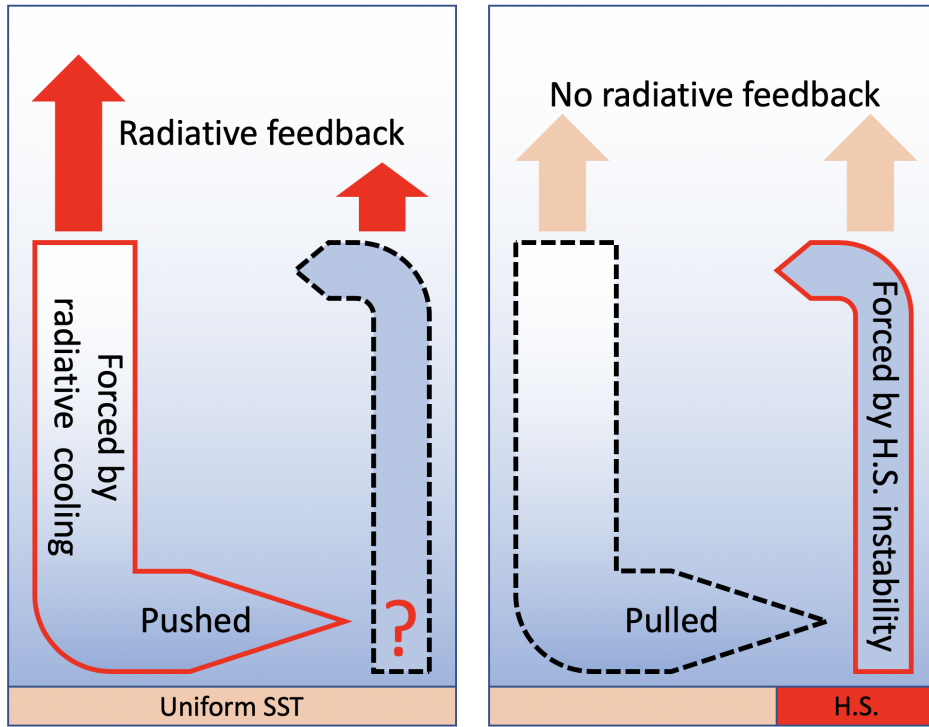 Radiative feedback
Forced by
radiative cooling
Pushed
?
Uniform SST
No radiative feedback
Forced by H.S. instability
Pulled
H.S.